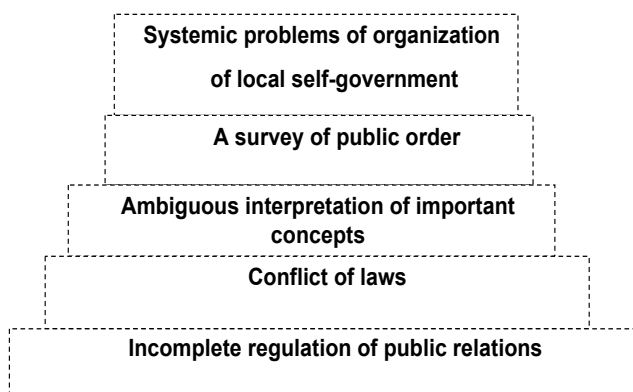 Systemic problems of organization
of local self-government
A survey of public order
Ambiguous interpretation of important
concepts
Conflict of laws
Incomplete regulation of public relations